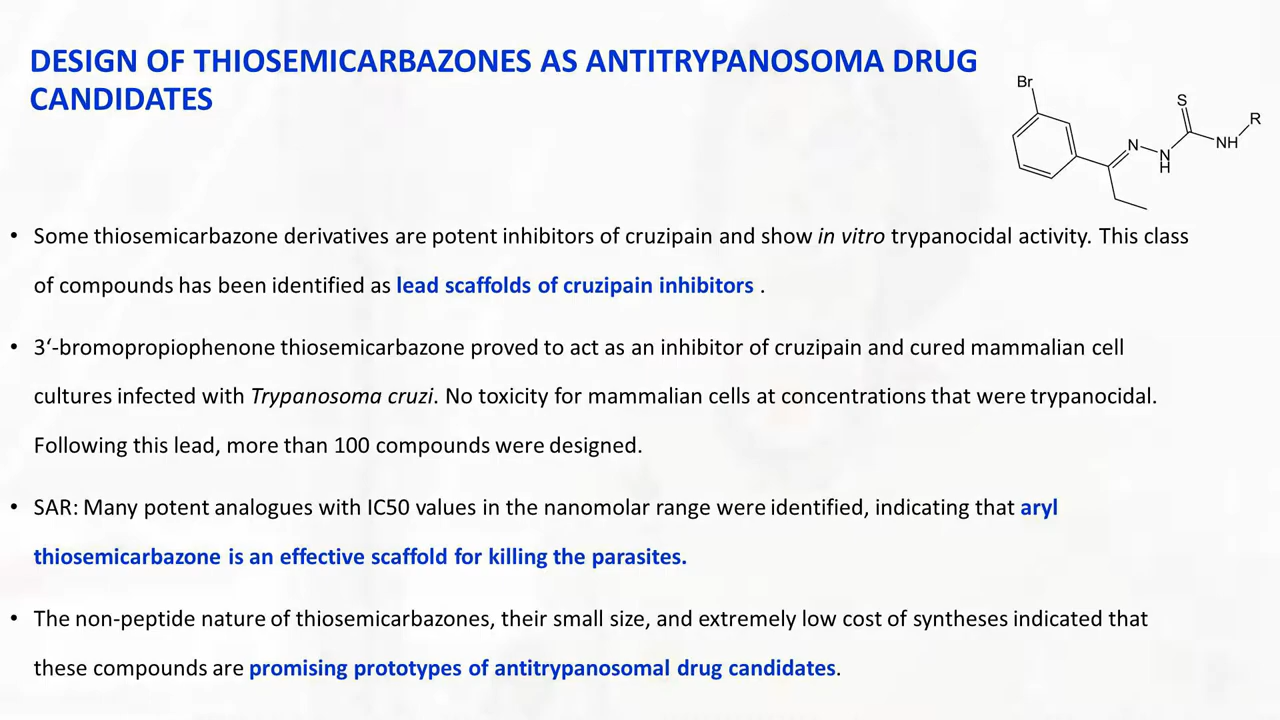 DESIGN OF THIOSEMICARBAZONES AS ANTITRYPANOSOMA DRUG
CANDIDATES
Br
S
R
N
N
H
NH
• Some thiosemicarbazone derivatives are potent inhibitors of cruzipain and show in vitro trypanocidal activity. This class
of compounds has been identified as lead scaffolds of cruzipain inhibitors .
• 3‘-bromopropiophenone thiosemicarbazone proved to act as an inhibitor of cruzipain and cured mammalian cell
cultures infected with Trypanosoma cruzi. No toxicity for mammalian cells at concentrations that were trypanocidal.
Following this lead, more than 100 compounds were designed.
• SAR: Many potent analogues with IC50 values in the nanomolar range were identified, indicating that aryl
thiosemicarbazone is an effective scaffold for killing the parasites.
• The non-peptide nature of thiosemicarbazones, their small size, and extremely low cost of syntheses indicated that
these compounds are promising prototypes of antitrypanosomal drug candidates.